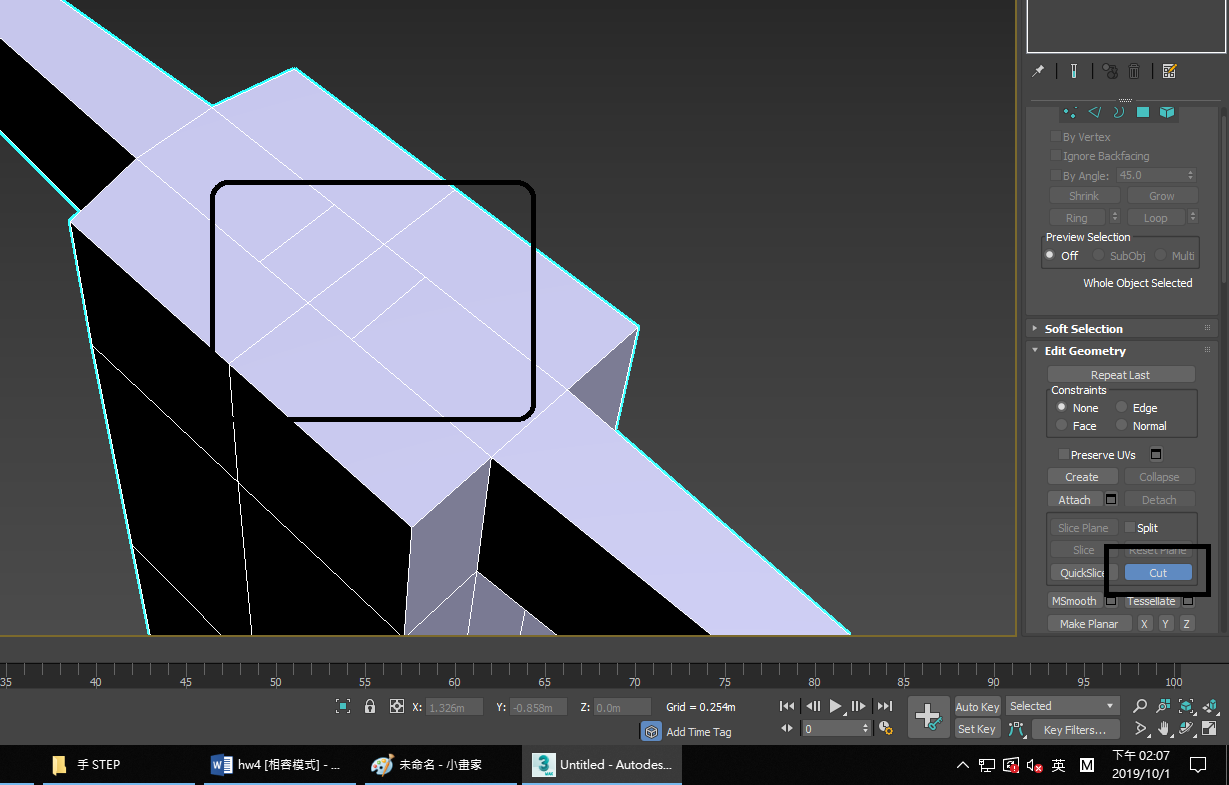 By Vertex
Ignore Backfacing
By Angle: 45.0
Shrink Grow
Ring Loop
Preview Selection
Off SubObj Multi
Whole Object Selected
Soft Selection
Edit Geometry
Repeat Last
Constraints
None Edge
Face Normal
Preserve UVs
Create Collapse
Attach Detach
Slice Plane Split
Slice Reset Plane
QuickSlice Cut
MSmooth Tessellate
Make Planar X Y Z
35 40 45 50 55 60 65 70 75 80 85 90 95 100
X: 1.326m Y: -0.858m Z: 0.0m Grid = 0.254m
Auto Key Selected
Add Time Tag
0
Set Key Key Filters...
手 STEP
hw4 [相容模式] - ...
未命名 - 小畫家
3
Untitled - Autodes...
英 M
下午 02:07
2019/10/1